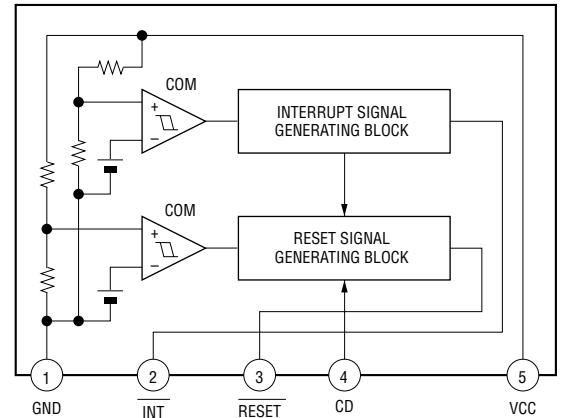 COM
+
−
INTERRUPT SIGNAL
GENERATING BLOCK
COM
+
−
RESET SIGNAL
GENERATING BLOCK
1
2
3
4
5
GND
INT
RESET
CD
VCC